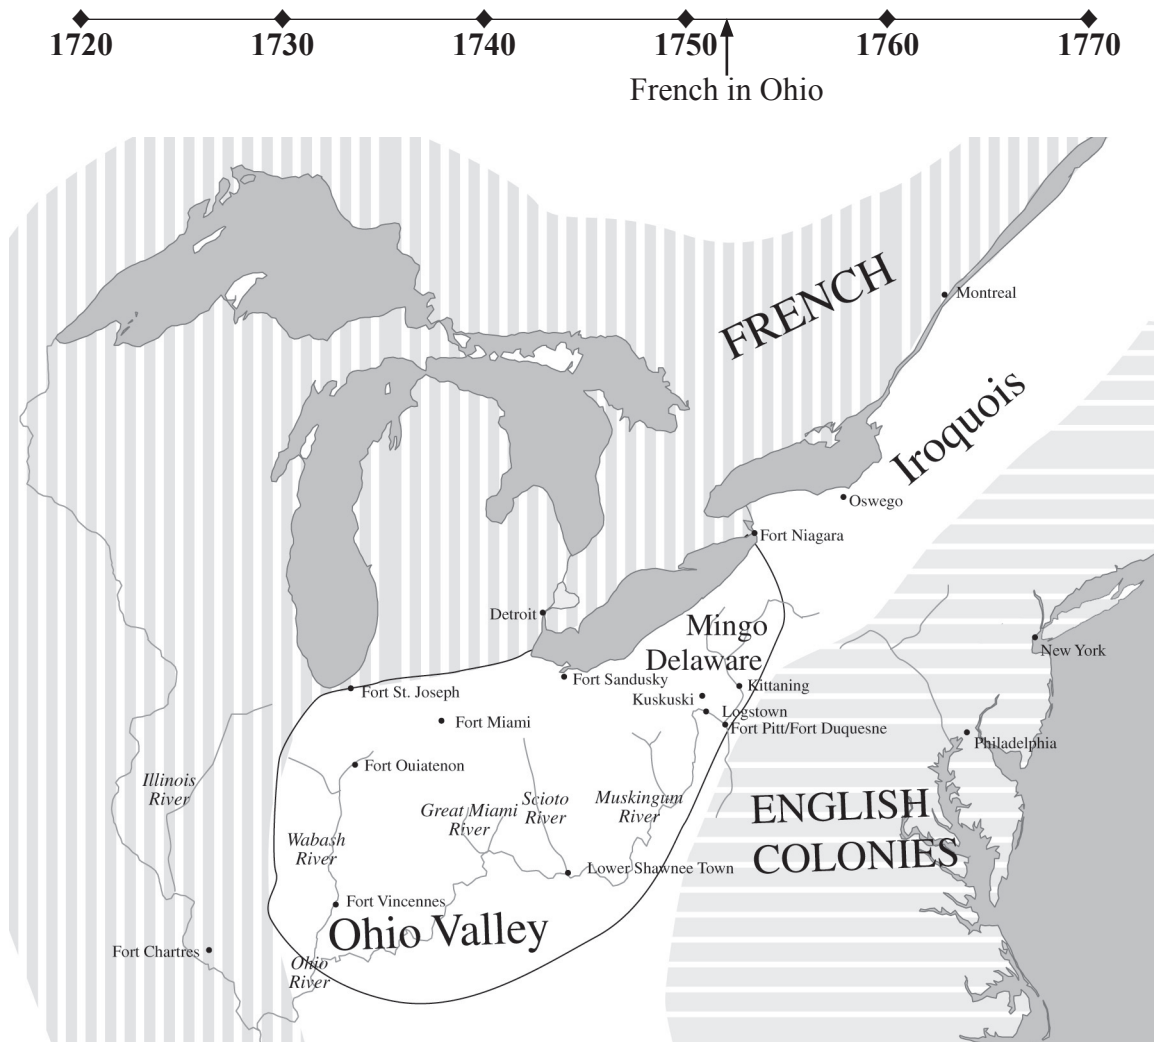 1720 1730 1740 1750 1760 1770
French in Ohio
FRENCH
Montreal
Iroquois
Oswego
Fort Niagara
Detroit
Mingo
Delaware
New York
Fort Sandusky
Kittaning
Fort St. Joseph
Kuskuski
Logstown
Fort Miami
Fort Pitt/Fort Duquesne
Philadelphia
Fort Ouiatenon
Illinois
River
Great Miami
River
Scioto
River
Muskingum
River
ENGLISH
COLONIES
Wabash
River
Lower Shawnee Town
Fort Vincennes
Ohio Valley
Fort Chartres
Ohio
River